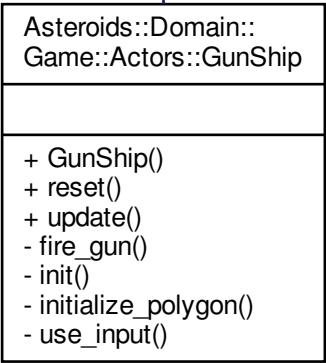 Asteroids::Domain::
Game::Actors::GunShip
+ GunShip()
+ reset()
+ update()
- fire_gun()
- init()
- initialize_polygon()
- use_input()